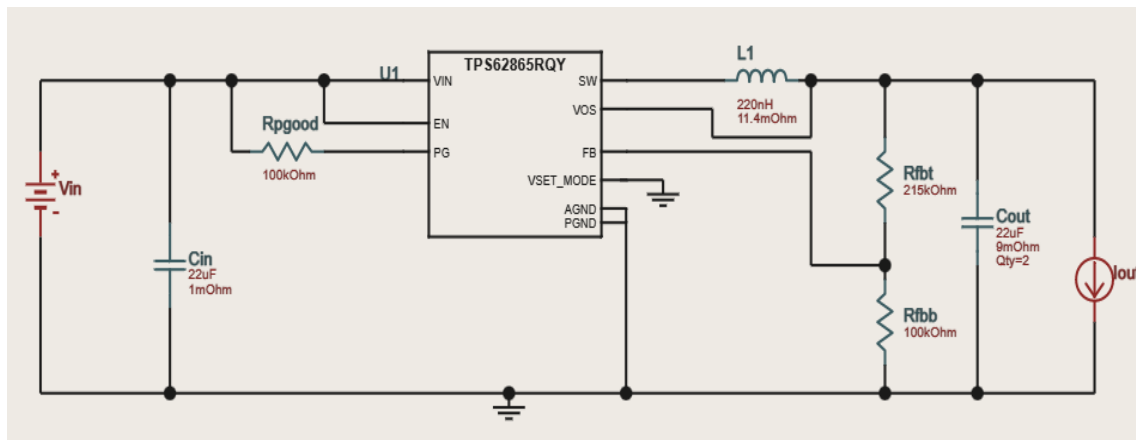 TPS62865RQY
U1
VIN
EN
PG
SW
VOS
FB
VSET_MODE
AGND
PGND
L1
220nH
11.4mOhm
Rpgood
100kOhm
+
Vin
-
Cin
22uF
1mOhm
Rfbt
215kOhm
Cout
22uF
9mOhm
Qty=2
Rfbb
100kOhm
Iout